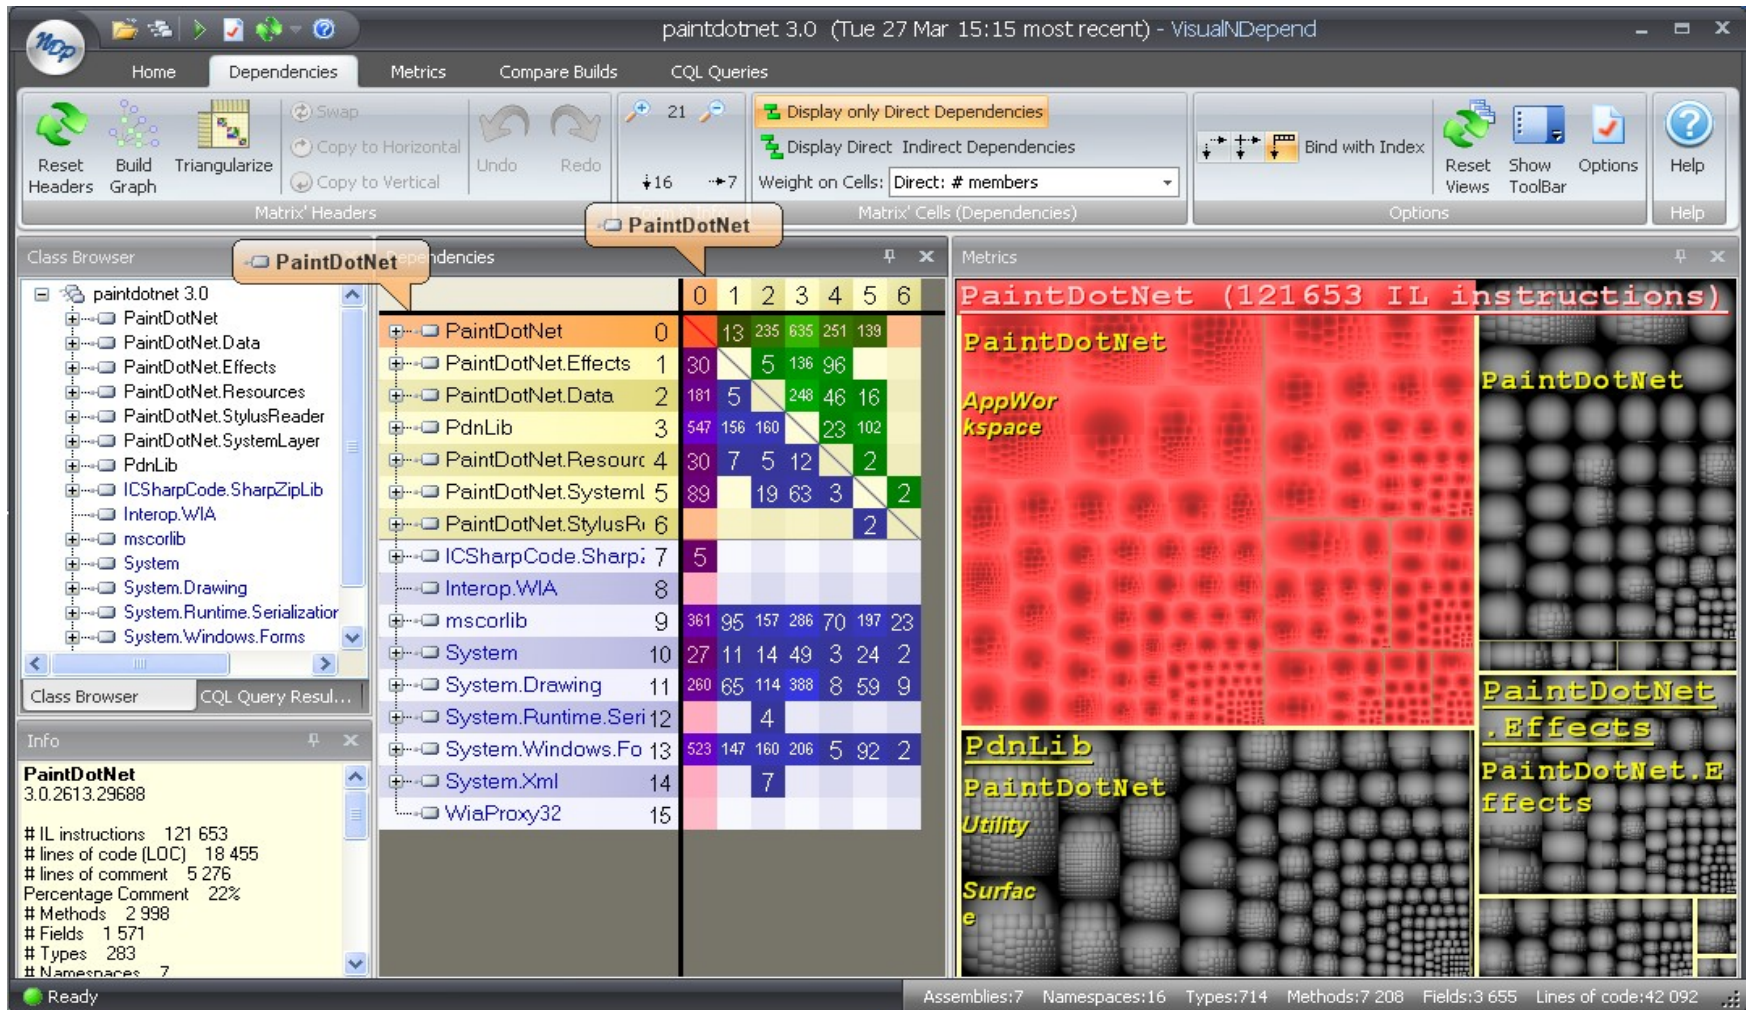 NDp
paintdotnet 3.0 (Tue 27 Mar 15:15 most recent) - VisualNDepend
Home Dependencies Metrics Compare Builds CQL Queries
Reset Headers
Build Graph
Triangularize
Swap
Copy to Horizontal
Copy to Vertical
Undo
Redo
Matrix' Headers
21
16 7
Display only Direct Dependencies
Display Direct Indirect Dependencies
Weight on Cells: Direct: # members
Matrix' Cells (Dependencies)
Bind with Index
Reset Views
Show ToolBar
Options
Options
Help
Help
PaintDotNet
PaintDotNet
Class Browser
paintdotnet 3.0
PaintDotNet
PaintDotNet.Data
PaintDotNet.Effects
PaintDotNet.Resources
PaintDotNet.StylusReader
PaintDotNet.SystemLayer
PdnLib
ICSharpCode.SharpZipLib
Interop.WIA
mscorlib
System
System.Drawing
System.Runtime.Serialization
System.Windows.Forms
Class Browser CQL Query Resul...
Info
PaintDotNet
3.0.2613.29688
# IL instructions 121 653
# lines of code (LOC) 18 455
# lines of comment 5 276
Percentage Comment 22%
# Methods 2 998
# Fields 1 571
# Types 283
# Namespaces 7
Dependencies
0 1 2 3 4 5 6
PaintDotNet 0 13 235 635 251 139
PaintDotNet.Effects 1 30 5 136 96
PaintDotNet.Data 2 181 5 248 46 16
PdnLib 3 547 156 160 23 102
PaintDotNet.Resourc 4 30 7 5 12 2
PaintDotNet.SystemL 5 89 19 63 3 2
PaintDotNet.StylusR 6 2
ICSharpCode.Sharp 7 5
Interop.WIA 8
mscorlib 9 361 95 157 286 70 197 23
System 10 27 11 14 49 3 24 2
System.Drawing 11 260 65 114 388 8 59 9
System.Runtime.Seri 12 4
System.Windows.Fo 13 523 147 160 206 5 92 2
System.Xml 14 7
WiaProxy32 15
Metrics
PaintDotNet (121653 IL instructions)
PaintDotNet
AppWor
kspace
PaintDotNet
PdnLib
PaintDotNet
Utility
Surfac
e
PaintDotNet
.Effects
PaintDotNet.E
ffects
Ready
Assemblies:7 Namespaces:16 Types:714 Methods:7 208 Fields:3 655 Lines of code:42 092